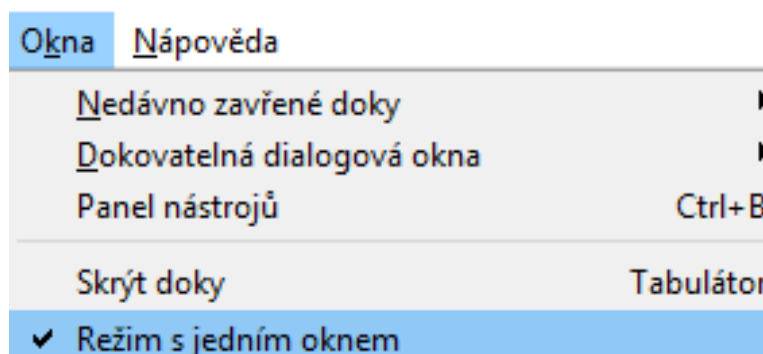 Okna Nápověda
Nedávno zavřené doky
Dokovatelná dialogová okna
Panel nástrojů Ctrl+B
Skrýt doky Tabulátor
Režim s jedním oknem